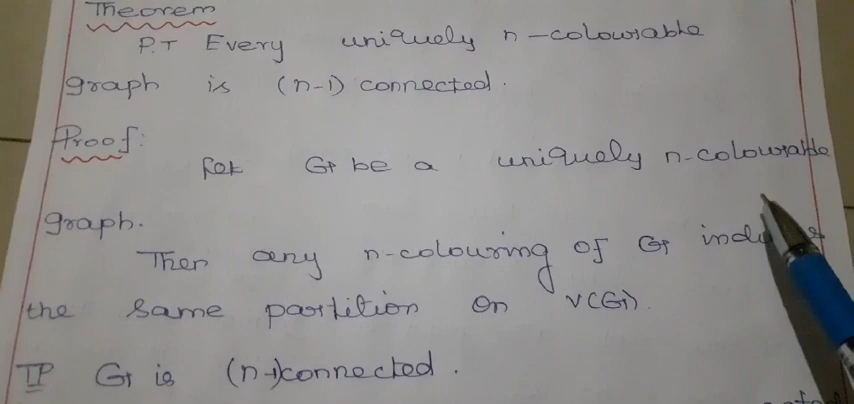 Theorem
P.T Every uniquely n-colourable
graph is (n-1) connected.
Proof:
Let G be a uniquely n-colourable
graph.
Then any n-colouring of G
the same partition on V(G).
TP G is (n-1)connected.